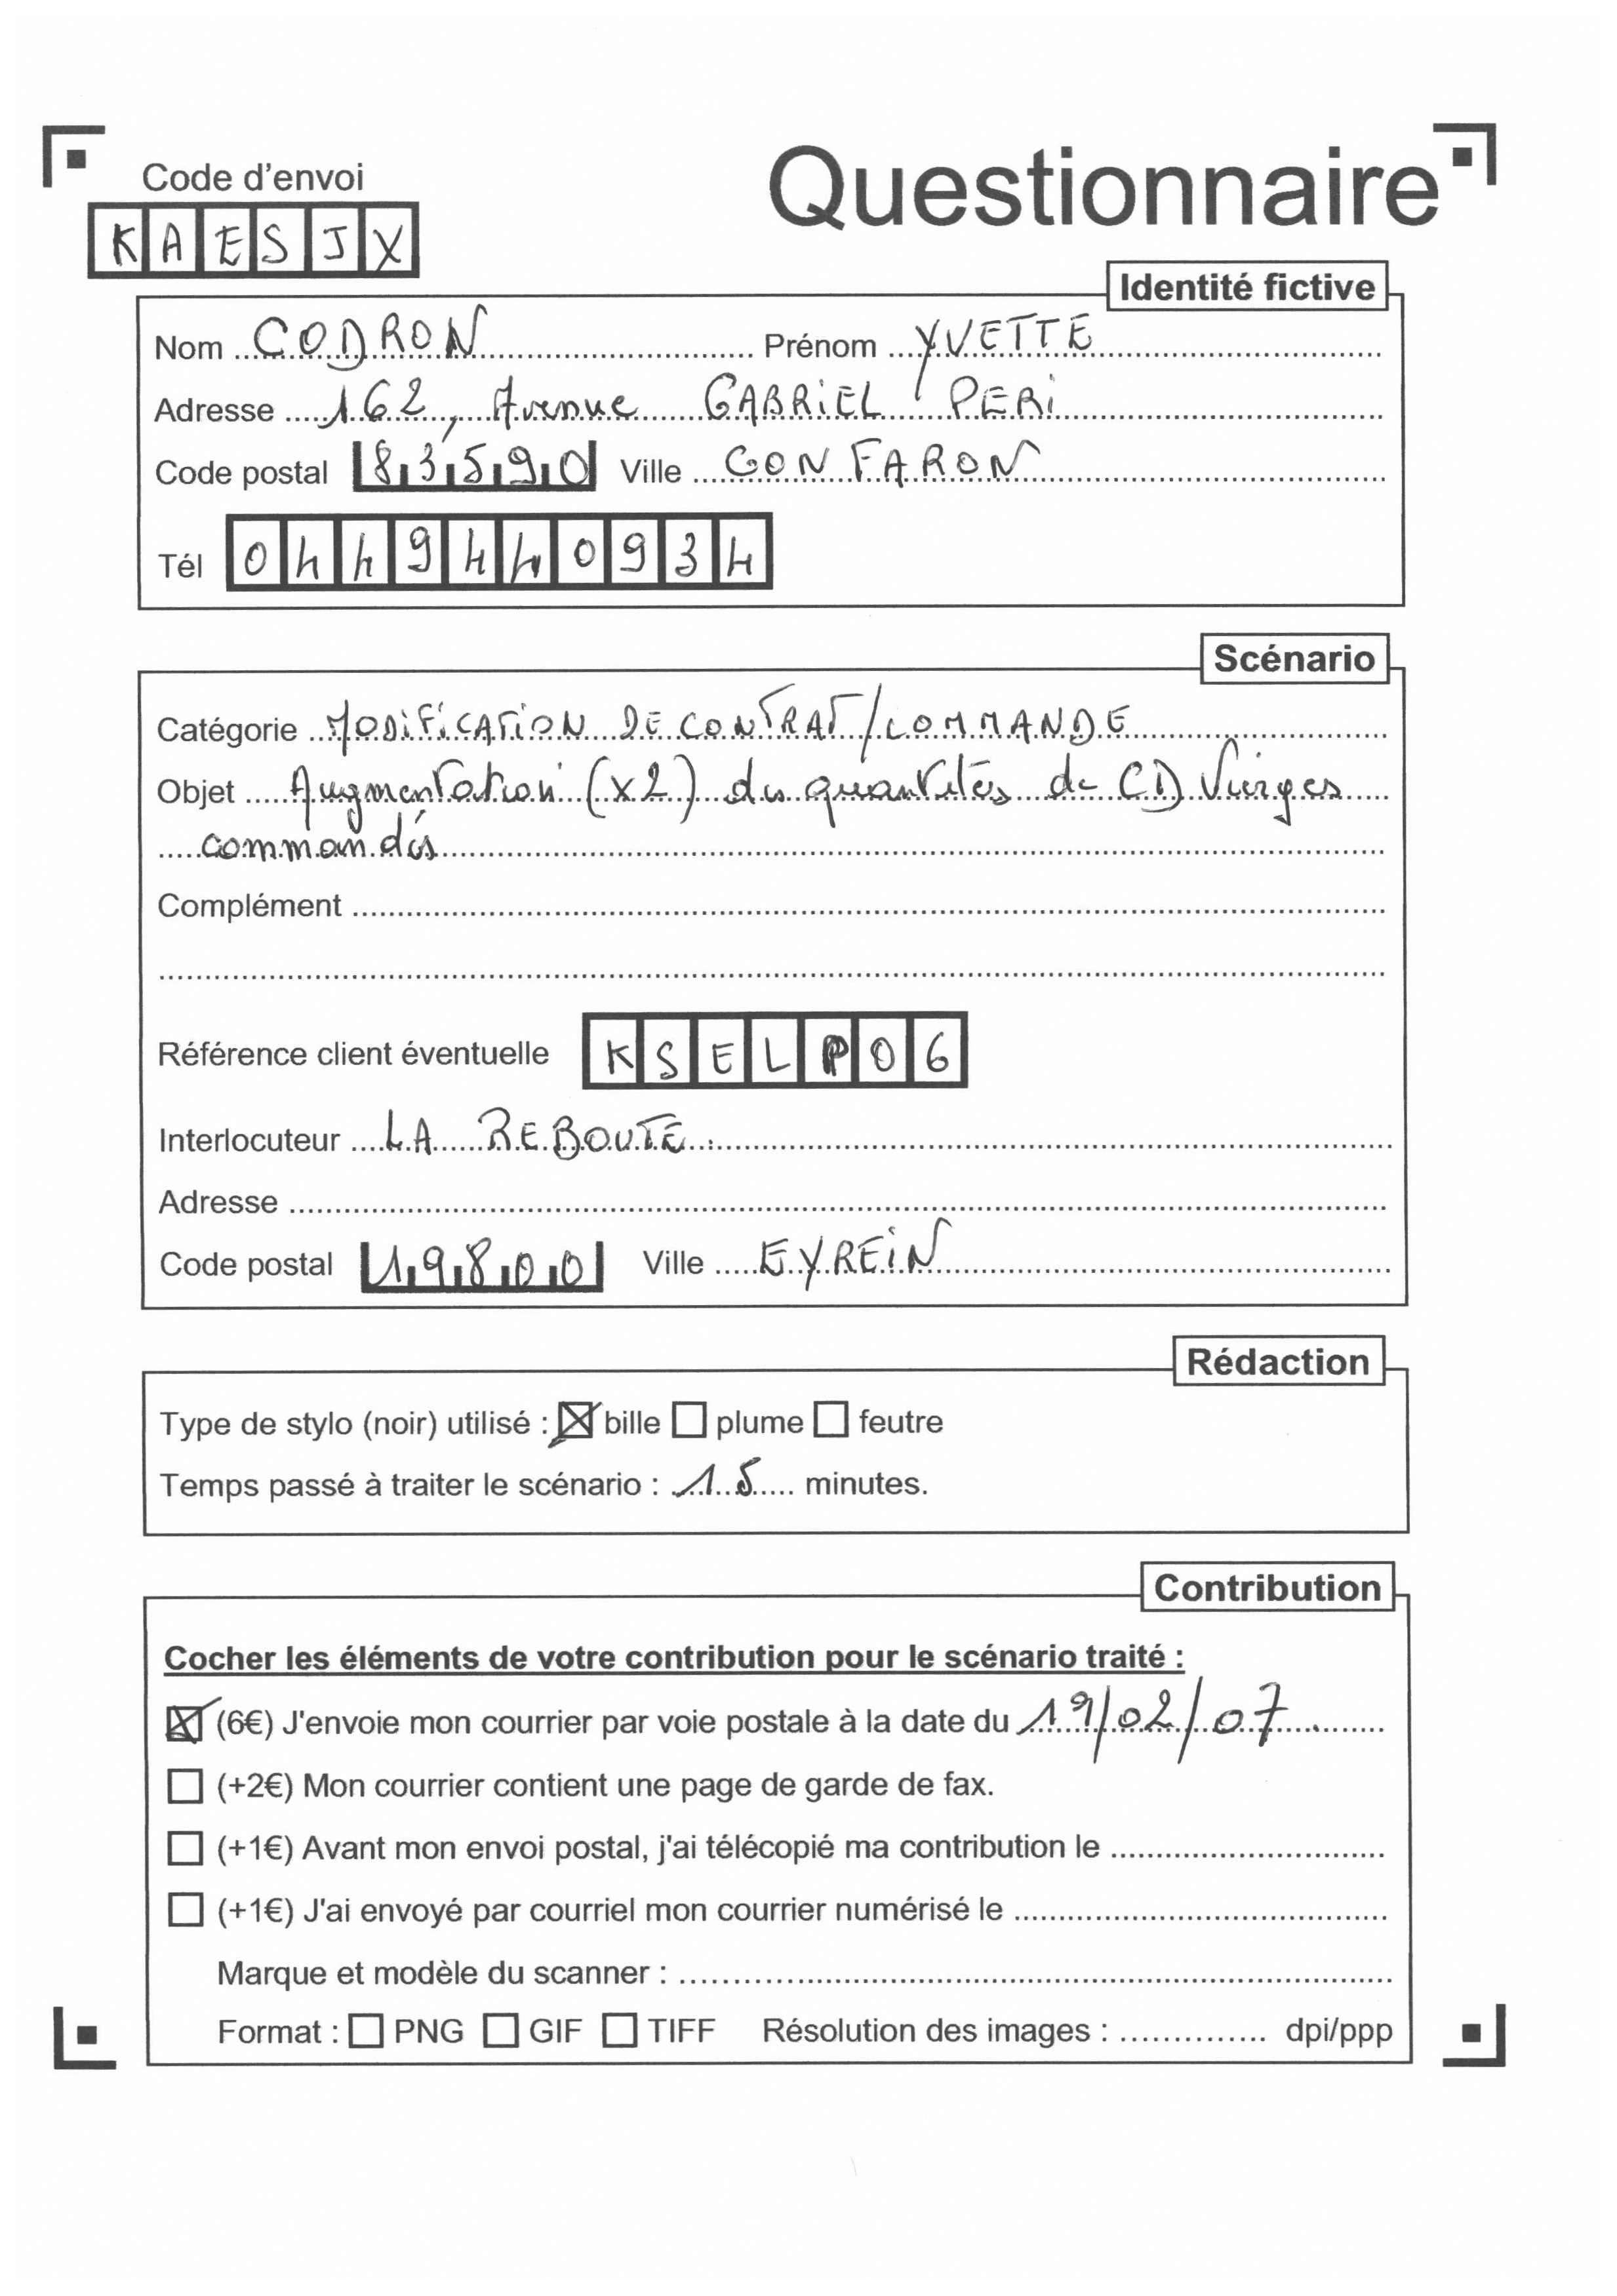 Code d'envoi
Questionnaire
KAESJX
Identité fictive
Nom CODRON Prénom YVETTE
Adresse 162, Avenue GABRIEL PERI
Code postal 83590 Ville GONFARON
Tél 0449440934
Scénario
Catégorie MODIFICATION DE CONTRAT/COMMANDE
Objet Augmentation (x2) des quantités de CD Vierges
commandés
Complément
Référence client éventuelle KSELP06
Interlocuteur LA REBOUTE
Adresse
Code postal 19800 Ville EYREIN
Rédaction
Type de stylo (noir) utilisé : ☒ bille ☐ plume ☐ feutre
Temps passé à traiter le scénario : 15 minutes.
Contribution
Cocher les éléments de votre contribution pour le scénario traité :
☒ (6€) J'envoie mon courrier par voie postale à la date du 19/02/07
☐ (+2€) Mon courrier contient une page de garde de fax.
☐ (+1€) Avant mon envoi postal, j'ai télécopié ma contribution le
☐ (+1€) J'ai envoyé par courriel mon courrier numérisé le
Marque et modèle du scanner :
Format : ☐ PNG ☐ GIF ☐ TIFF Résolution des images : dpi/ppp